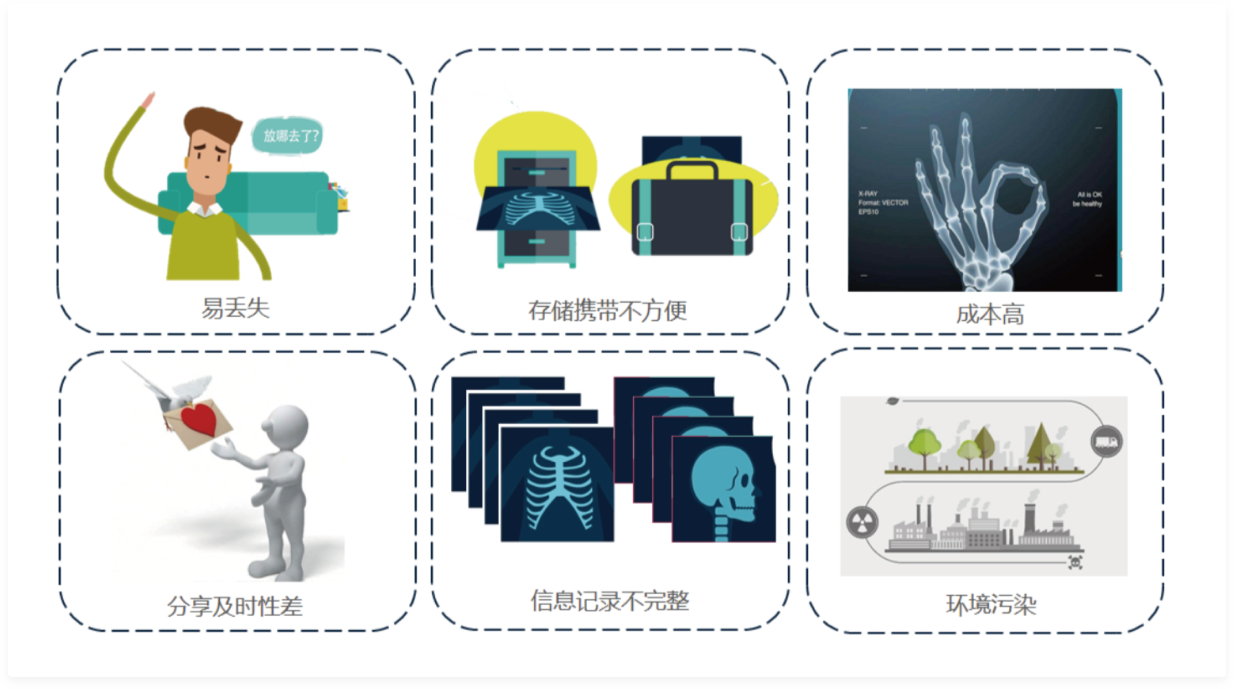 放哪去了?
易丢失
存储携带不方便
X-RAY
Format: VECTOR
EPS10
All is OK
be healthy
成本高
分享及时性差
信息记录不完整
环境污染